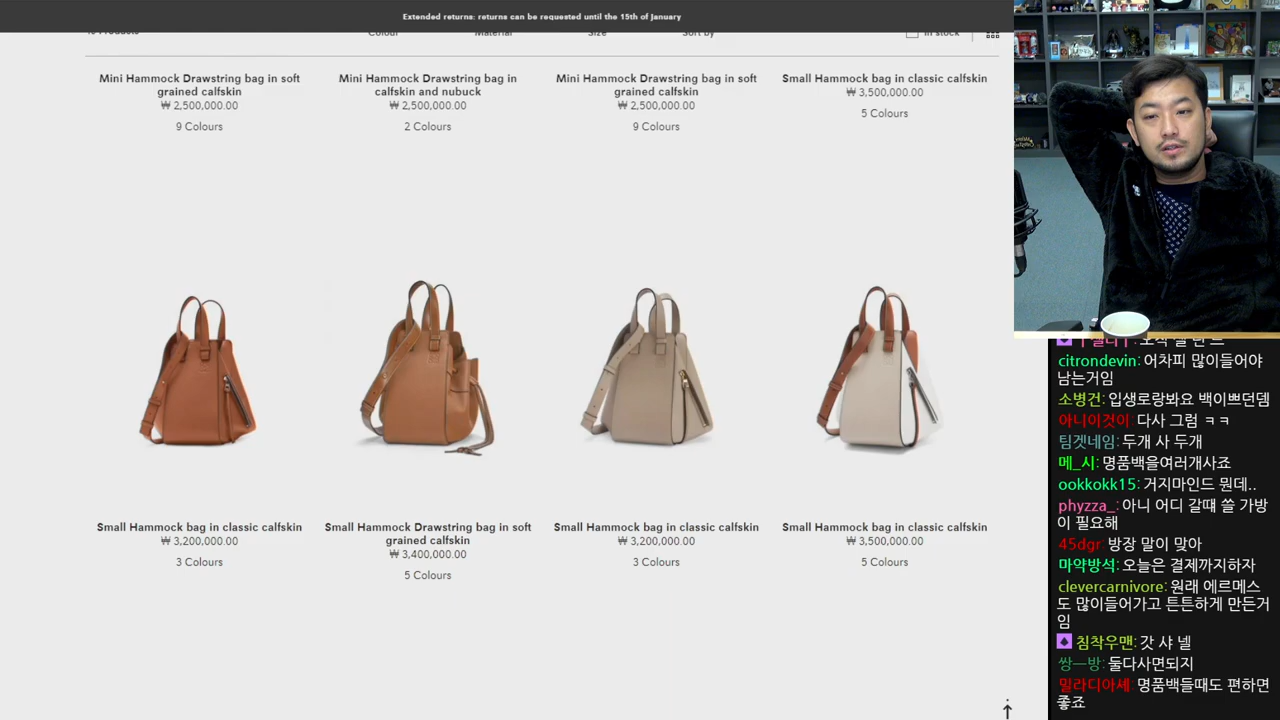 Extended returns: returns can be requested until the 15th of January
Products
Colour
Material
Size
Sort by
In stock
Mini Hammock Drawstring bag in soft
grained calfskin
₩ 2,500,000.00
9 Colours
Mini Hammock Drawstring bag in
calfskin and nubuck
₩ 2,500,000.00
2 Colours
Mini Hammock Drawstring bag in soft
grained calfskin
₩ 2,500,000.00
9 Colours
Small Hammock bag in classic calfskin
₩ 3,500,000.00
5 Colours
Small Hammock bag in classic calfskin
₩ 3,200,000.00
3 Colours
Small Hammock Drawstring bag in soft
grained calfskin
₩ 3,400,000.00
5 Colours
Small Hammock bag in classic calfskin
₩ 3,200,000.00
3 Colours
Small Hammock bag in classic calfskin
₩ 3,500,000.00
5 Colours
citrondevin: 어차피 많이들어야
남는거임
소병건: 입생로랑봐요 백이쁘던뎀
아니이것이: 다사 그럼 ㅋㅋ
팀겟네임: 두개 사 두개
메_시: 명품백을여러개사죠
ookkokk15: 거지마인드 뭔데..
phyzza_: 아니 어디 갈떄 쓸 가방
이 필요해
45dgr: 방장 말이 맞아
마약방석: 오늘은 결제까지하자
clevercarnivore: 원래 에르메스
도 많이들어가고 튼튼하게 만든거
임
침착우맨: 갓 샤 넬
쌍一방: 둘다사면되지
밀라디아셰: 명품백들때도 편하면
좋죠